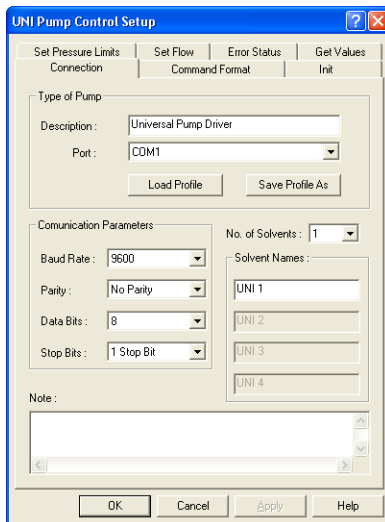 UNI Pump Control Setup
Set Pressure Limits Set Flow Error Status Get Values
Connection Command Format Init
Type of Pump
Description : Universal Pump Driver
Port : COM1
Load Profile Save Profile As
Comunication Parameters
No. of Solvents : 1
Baud Rate : 9600
Solvent Names :
Parity : No Parity
UNI 1
Data Bits : 8
UNI 2
Stop Bits : 1 Stop Bit
UNI 3
UNI 4
Note :
OK Cancel Apply Help